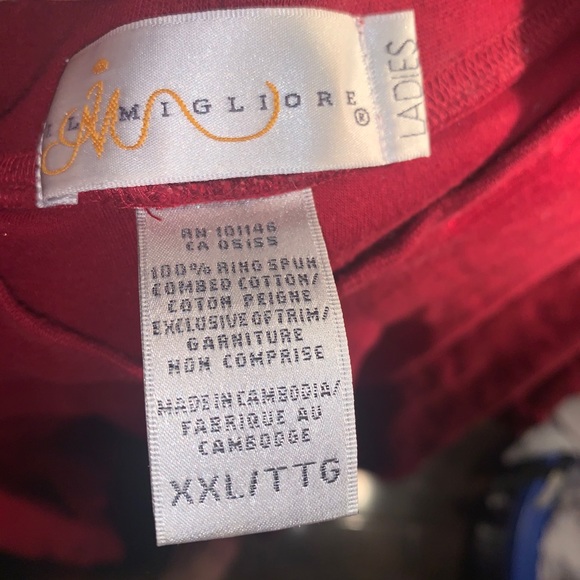 IL MIGLIORE®
LADIES
RN 101146
CA 05155
100% RING SPUN
COMBED COTTON/
COTON PEIGNE
EXCLUSIVE OF TRIM/
GARNITURE
NON COMPRISE
MADE IN CAMBODIA/
FABRIQUE AU
CAMBODGE
XXL/TTG